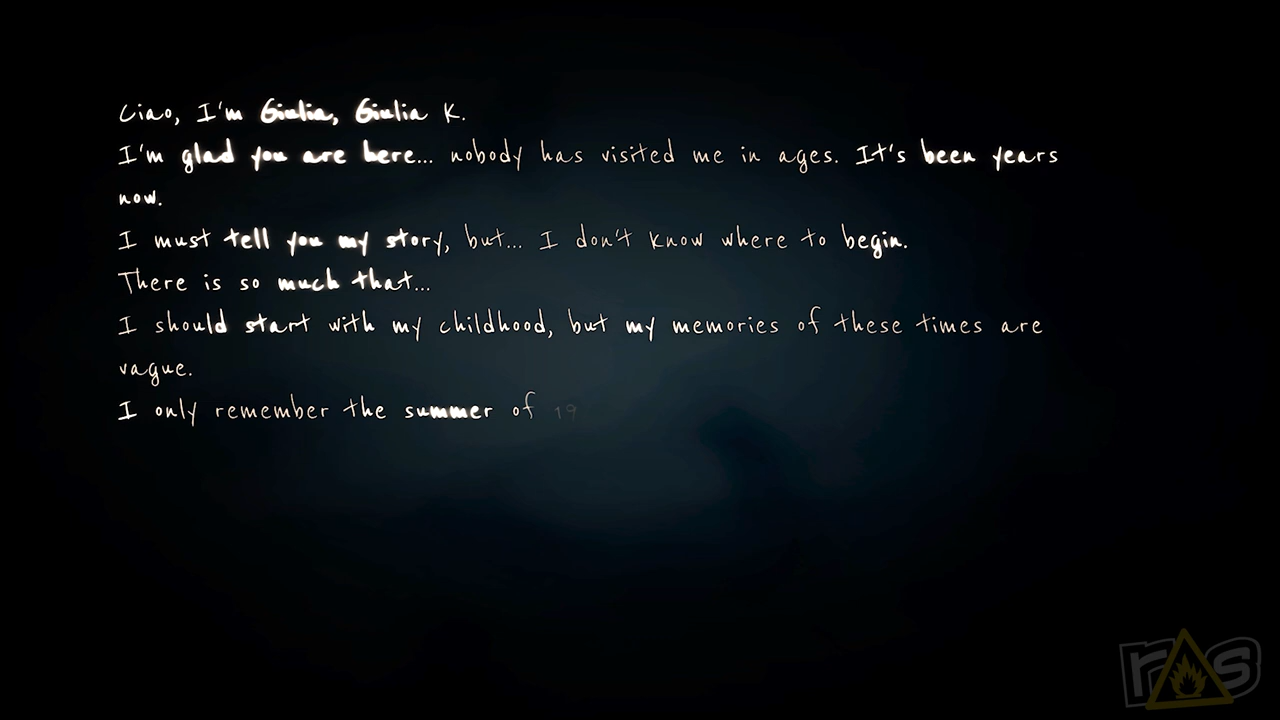 Ciao, I'm Giulia, Giulia K.
I'm glad you are here... nobody has visited me in ages. It's been years
now.
I must tell you my story, but... I don't know where to begin.
There is so much that...
I should start with my childhood, but my memories of these times are
vague.
I only remember the summer of 19
ras